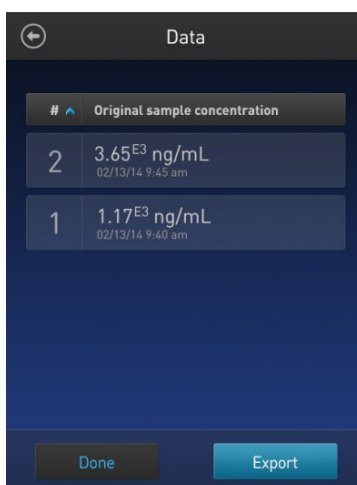 Data
# Original sample concentration
2 3.65E3 ng/mL
02/13/14 9:45 am
1 1.17E3 ng/mL
02/13/14 9:40 am
Done Export